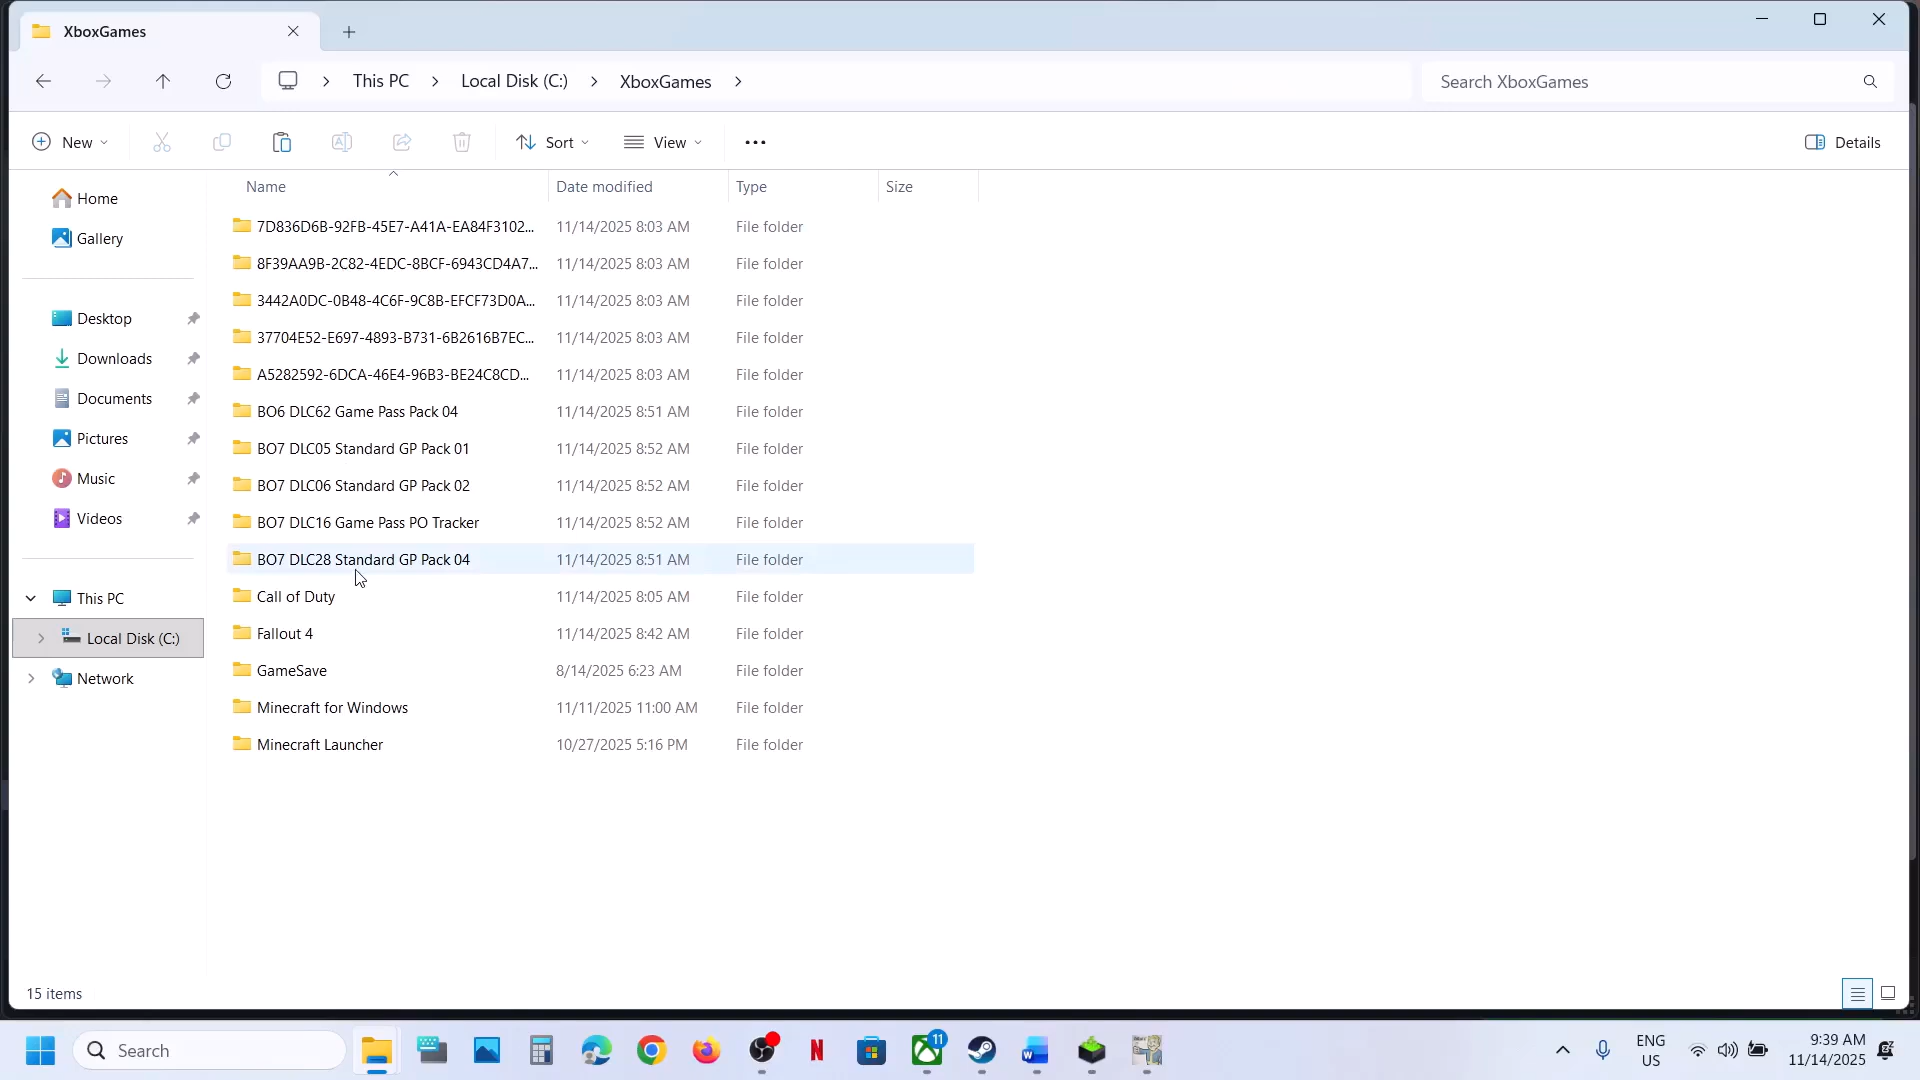 XboxGames
This PC
Local Disk (C:)
XboxGames
Search XboxGames
New
Sort
View
Details
Name
Date modified
Type
Size
7D836D6B-92FB-45E7-A41A-EA84F3102... 11/14/2025 8:03 AM File folder
8F39AA9B-2C82-4EDC-8BCF-6943CD4A7... 11/14/2025 8:03 AM File folder
3442A0DC-0B48-4C6F-9C8B-EFCF73D0A... 11/14/2025 8:03 AM File folder
37704E52-E697-4893-B731-6B2616B7EC... 11/14/2025 8:03 AM File folder
A5282592-6DCA-46E4-96B3-BE24C8CD... 11/14/2025 8:03 AM File folder
BO6 DLC62 Game Pass Pack 04 11/14/2025 8:51 AM File folder
BO7 DLC05 Standard GP Pack 01 11/14/2025 8:52 AM File folder
BO7 DLC06 Standard GP Pack 02 11/14/2025 8:52 AM File folder
BO7 DLC16 Game Pass PO Tracker 11/14/2025 8:52 AM File folder
BO7 DLC28 Standard GP Pack 04 11/14/2025 8:51 AM File folder
Call of Duty 11/14/2025 8:05 AM File folder
Fallout 4 11/14/2025 8:42 AM File folder
GameSave 8/14/2025 6:23 AM File folder
Minecraft for Windows 11/11/2025 11:00 AM File folder
Minecraft Launcher 10/27/2025 5:16 PM File folder
Home
Gallery
Desktop
Downloads
Documents
Pictures
Music
Videos
This PC
Local Disk (C:)
Network
15 items
Search
11
ENG
US
9:39 AM
11/14/2025